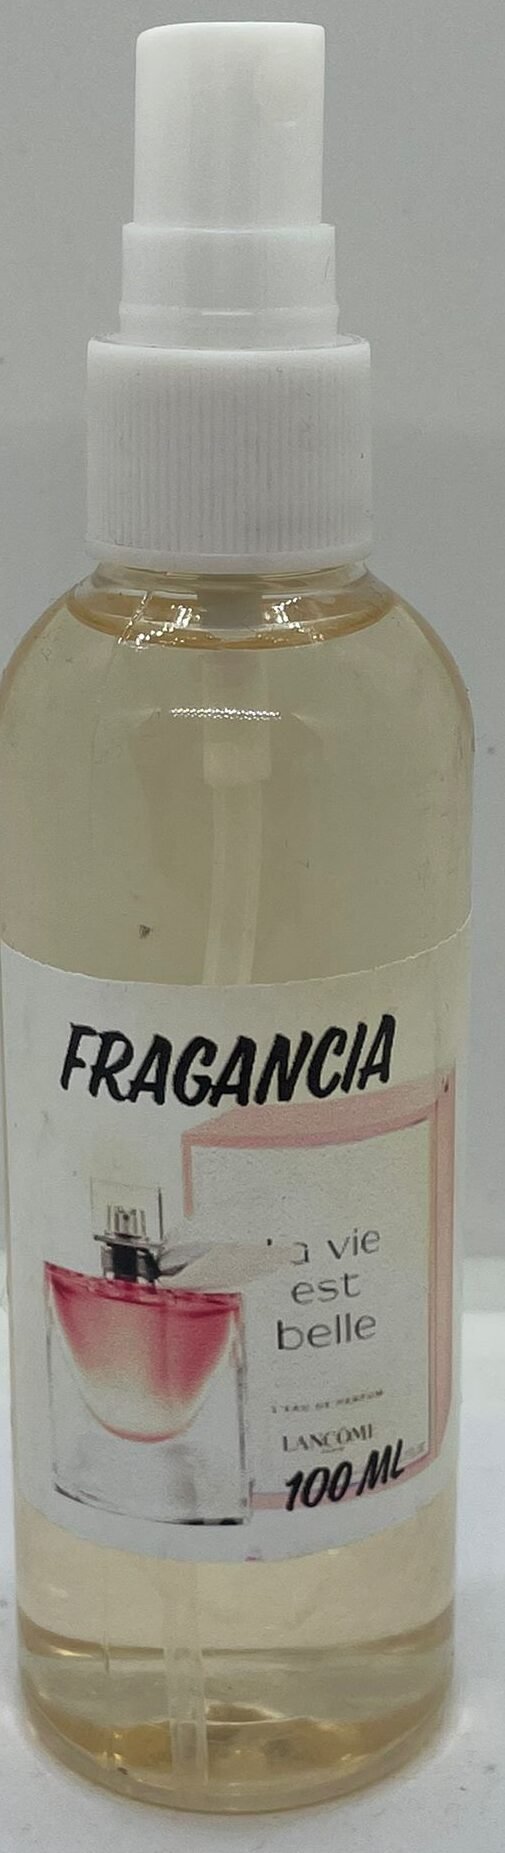 FRAGANCIA
La vie
est
belle
L'EAU DE PARFUM
LANCÔME
100 ML